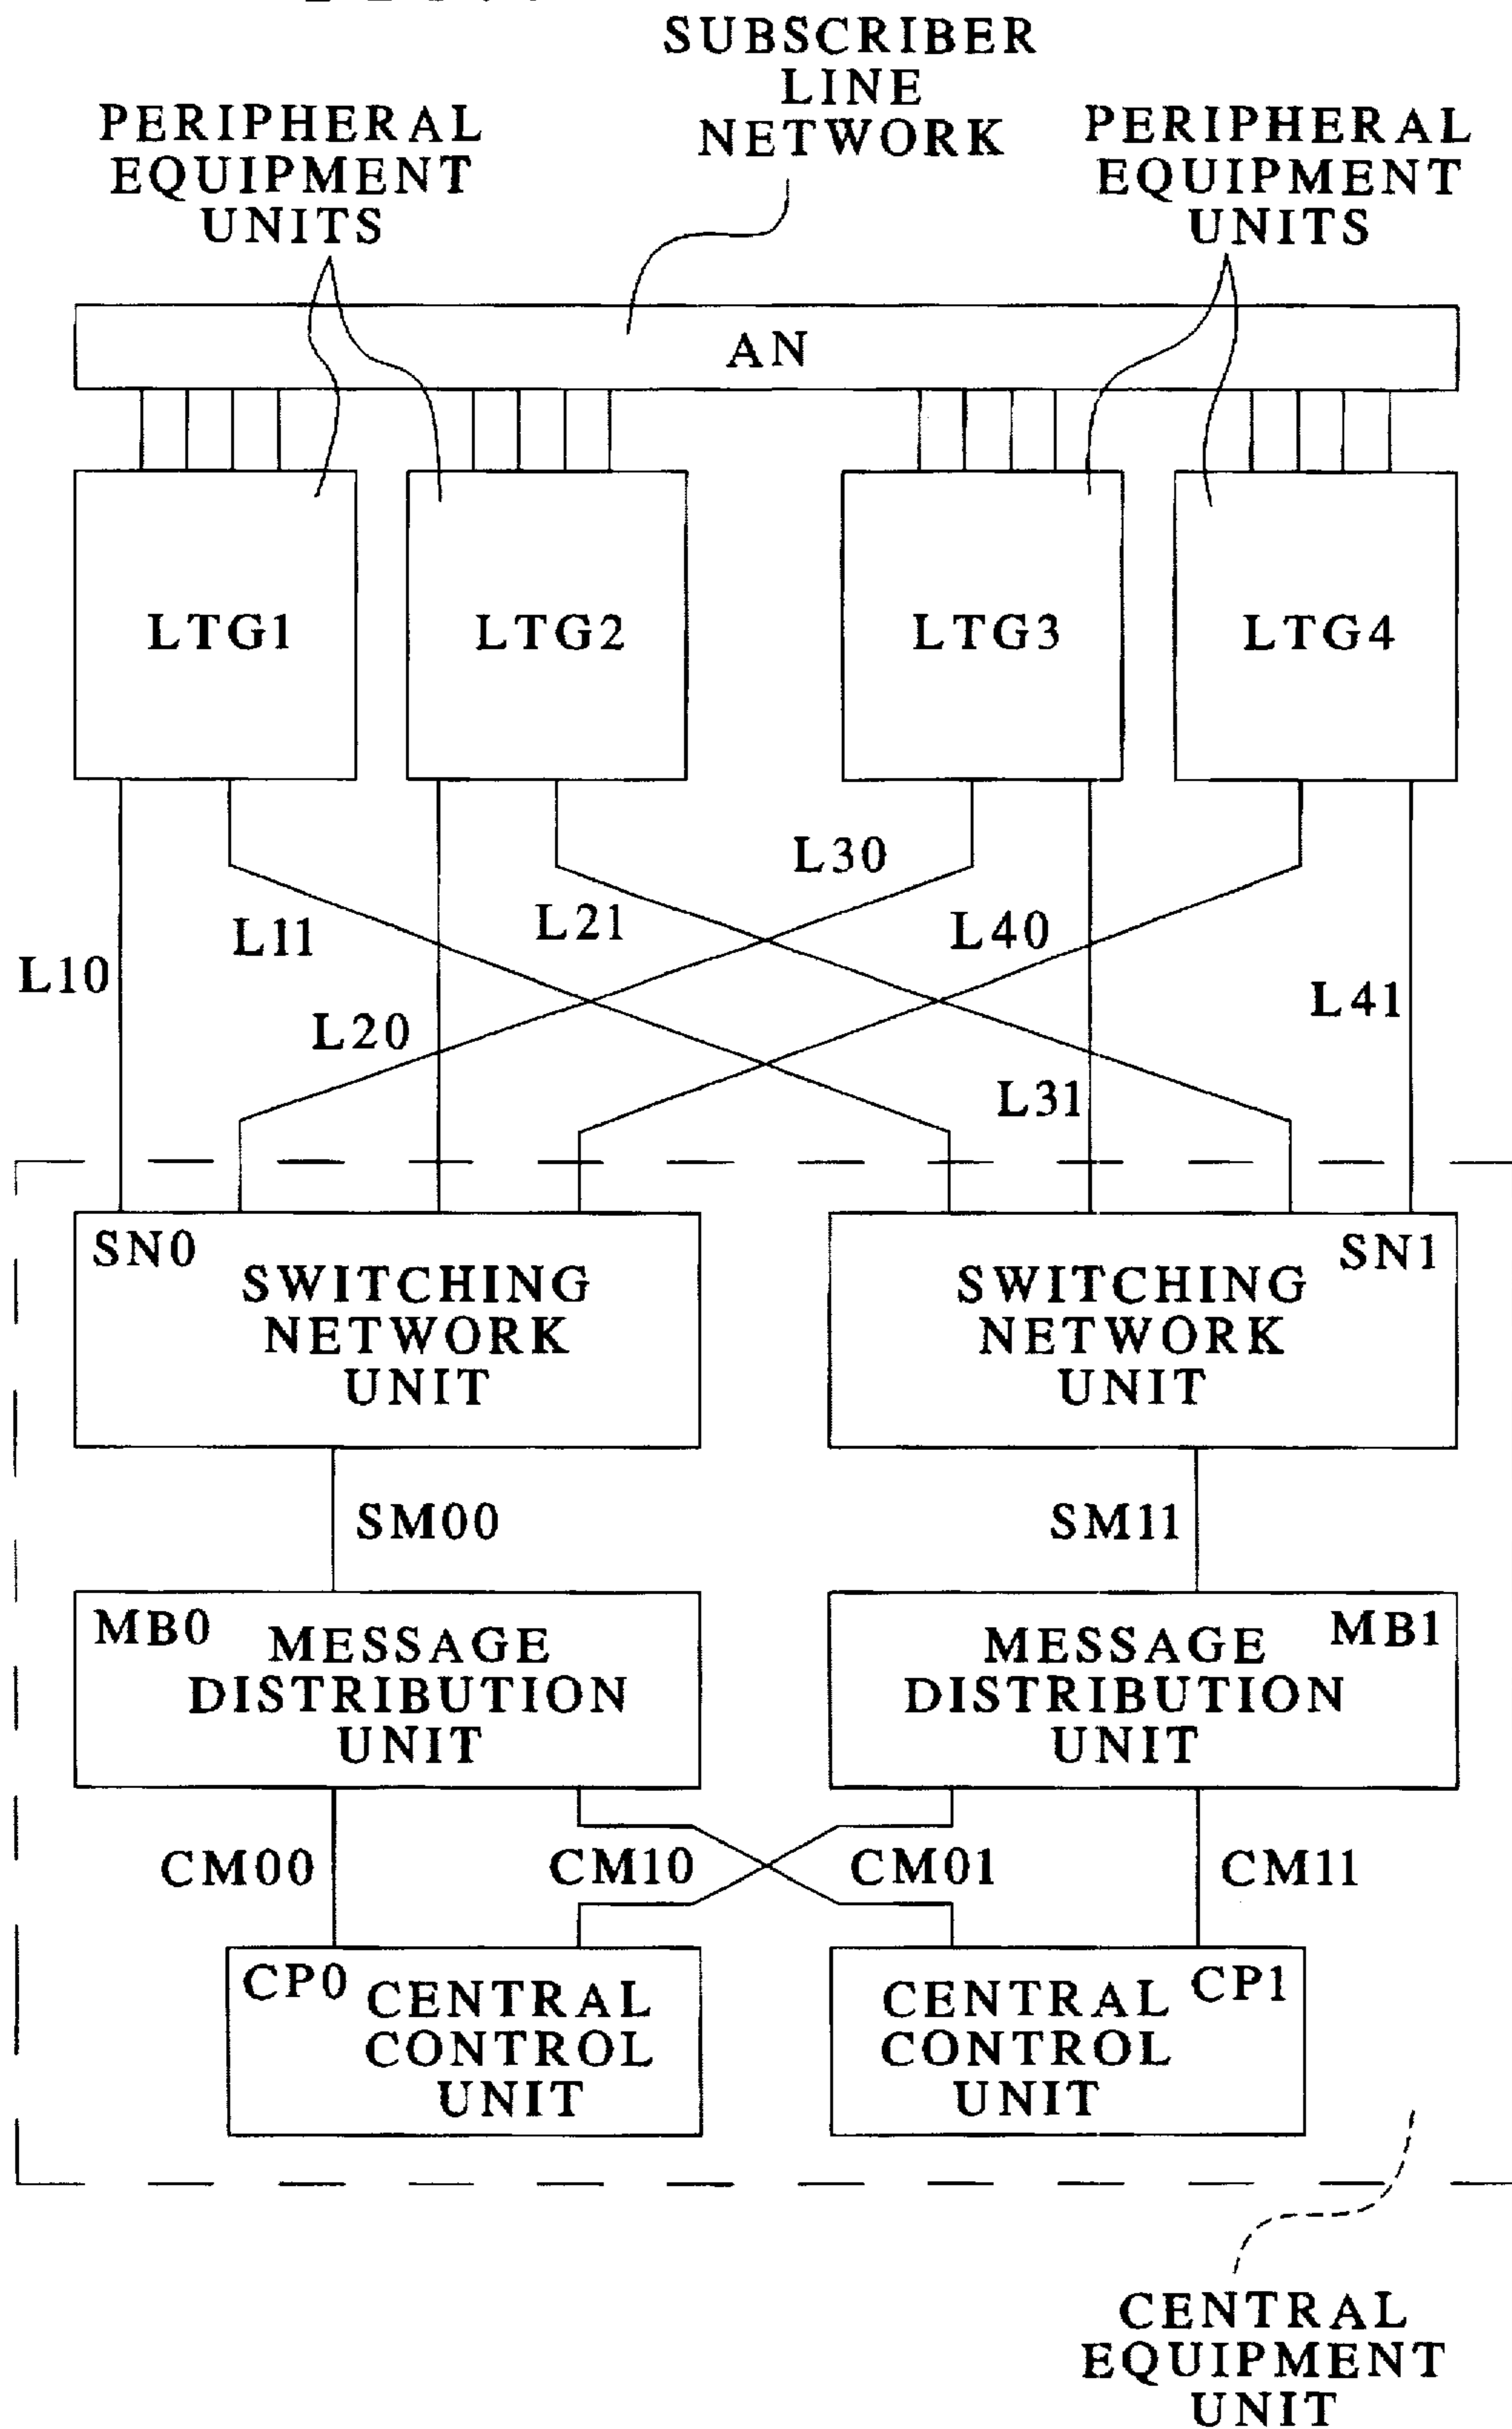 SUBSCRIBER
LINE
NETWORK
PERIPHERAL
EQUIPMENT
UNITS
PERIPHERAL
EQUIPMENT
UNITS
AN
LTG1
LTG2
LTG3
LTG4
L30
L11
L21
L40
L10
L20
L41
L31
SN0
SWITCHING
NETWORK
UNIT
SN1
SWITCHING
NETWORK
UNIT
SM00
SM11
MB0
MESSAGE
DISTRIBUTION
UNIT
MB1
MESSAGE
DISTRIBUTION
UNIT
CM00
CM10
CM01
CM11
CP0
CENTRAL
CONTROL
UNIT
CP1
CENTRAL
CONTROL
UNIT
CENTRAL
EQUIPMENT
UNIT